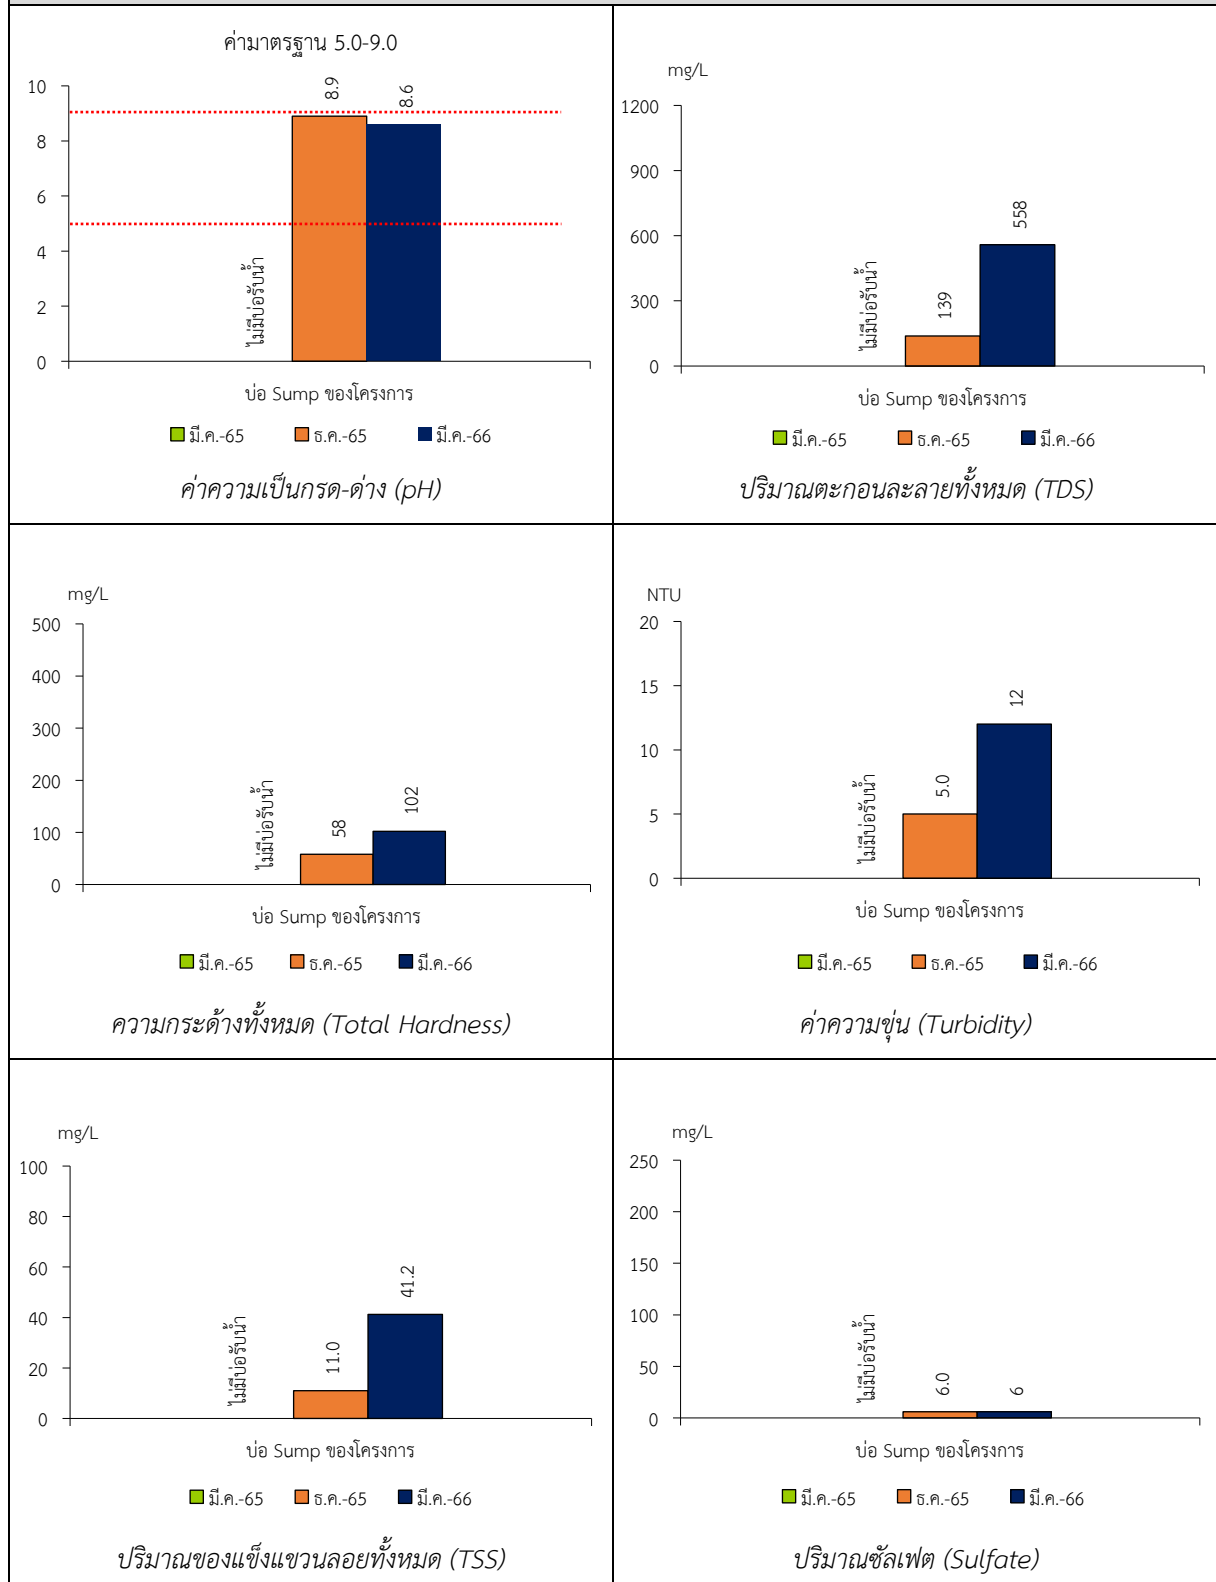 ค่ามาตรฐาน 5.0-9.0
10
8
6
4
2
0
ไม่มีบ่อรับน้ำ
8.9
8.6
บ่อ Sump ของโครงการ
มี.ค.-65 ธ.ค.-65 มี.ค.-66
ค่าความเป็นกรด-ด่าง (pH)
mg/L
1200
900
600
300
0
ไม่มีบ่อรับน้ำ
139
558
บ่อ Sump ของโครงการ
มี.ค.-65 ธ.ค.-65 มี.ค.-66
ปริมาณตะกอนละลายทั้งหมด (TDS)
mg/L
500
400
300
200
100
0
ไม่มีบ่อรับน้ำ
58
102
บ่อ Sump ของโครงการ
มี.ค.-65 ธ.ค.-65 มี.ค.-66
ความกระด้างทั้งหมด (Total Hardness)
NTU
20
15
10
5
0
ไม่มีบ่อรับน้ำ
5.0
12
บ่อ Sump ของโครงการ
มี.ค.-65 ธ.ค.-65 มี.ค.-66
ค่าความขุ่น (Turbidity)
mg/L
100
80
60
40
20
0
ไม่มีบ่อรับน้ำ
11.0
41.2
บ่อ Sump ของโครงการ
มี.ค.-65 ธ.ค.-65 มี.ค.-66
ปริมาณของแข็งแขวนลอยทั้งหมด (TSS)
mg/L
250
200
150
100
50
0
ไม่มีบ่อรับน้ำ
6.0
6
บ่อ Sump ของโครงการ
มี.ค.-65 ธ.ค.-65 มี.ค.-66
ปริมาณซัลเฟต (Sulfate)